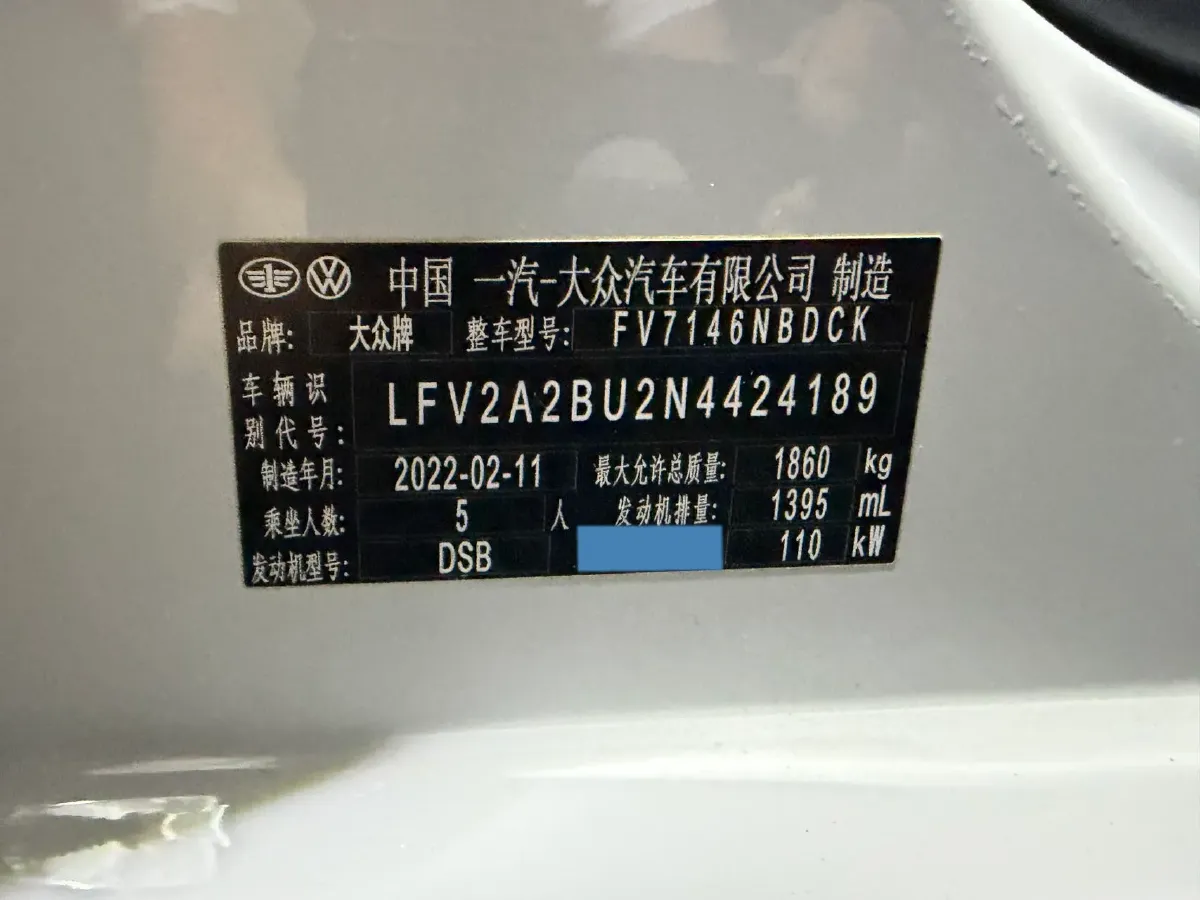 中国 一汽-大众汽车有限公司 制造
品牌: 大众牌 整车型号: FV7146NBDCK
车辆识别代号: LFV2A2BU2N4424189
制造年月: 2022-02-11 最大允许总质量: 1860 kg
乘坐人数: 5 人 发动机排量: 1395 mL
发动机型号: DSB 110 kW